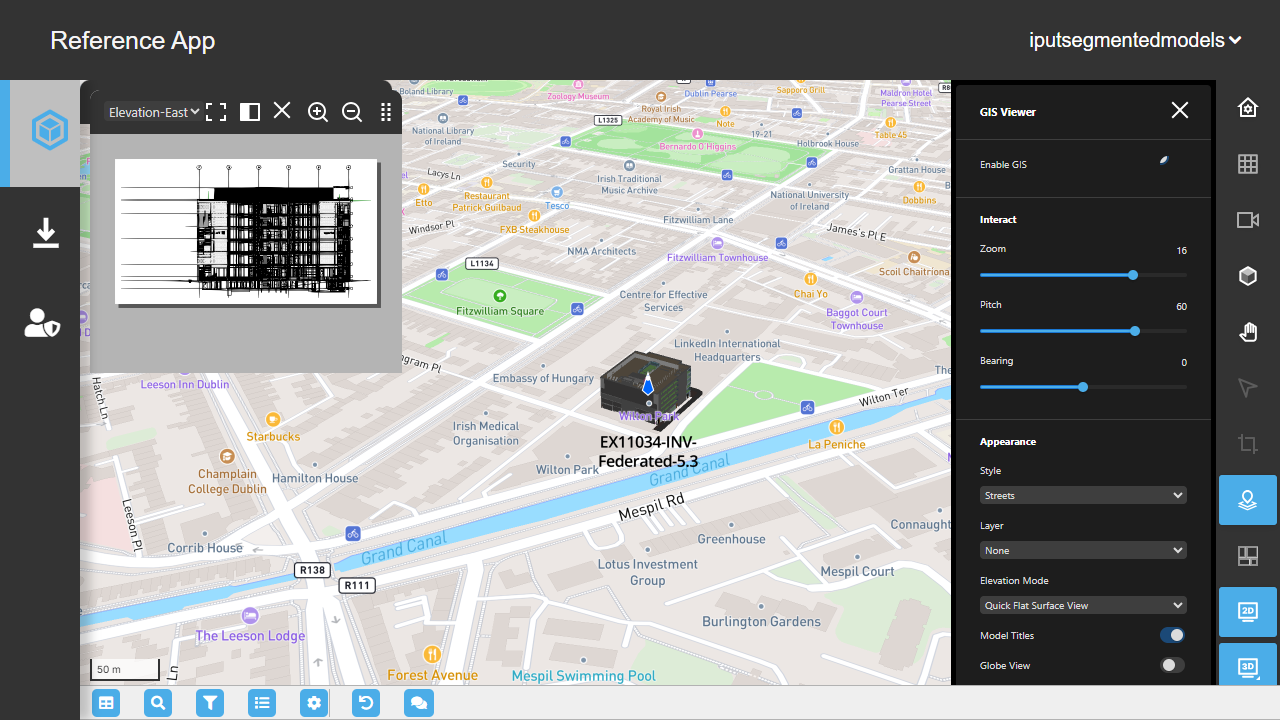 Reference App
iputsegmentedmodels
Elevation-East
National Library
of Ireland
Zoology Museum
Royal Irish
Academy of Music
Dublin Pearse
Sapporo Grill
Maldron Hotel
Pearse Street
L1325
Note
19-21
Table 45
Bernardo O'Higgins
Holbrook House
Security
Lacys Ln
Irish Traditional
Music Archive
Grattan House
Etto
Restaurant
Patrick Guilbaud
Tesco
National University
of Ireland
Dobbins
FXB Steakhouse
Fitzwilliam Lane
Windsor Pl
James's Pl E
NMA Architects
Fitzwilliam Townhouse
L1134
Scoil Chaitríona
Chai Yo
Centre for Effective
Services
Fitzwilliam Square
Baggot Court
Townhouse
LinkedIn International
Headquarters
Embassy of Hungary
Leeson Inn Dublin
Hatch Ln
Wilton Park
Wilton Ter
Starbucks
Irish Medical
Organisation
EX11034-INV-
Federated-5.3
La Peniche
Champlain
College Dublin
Hamilton House
Wilton Park
Grand Canal
Mespil Rd
Leeson Pl
Corrib House
Grand Canal
Greenhouse
Connaught
R138
R111
Lotus Investment
Group
Mespil Court
The Leeson Lodge
Burlington Gardens
50 m
Ln
Forest Avenue
Mespil Swimming Pool
GIS Viewer
Enable GIS
Interact
Zoom
16
Pitch
60
Bearing
0
Appearance
Style
Streets
Layer
None
Elevation Mode
Quick Flat Surface View
Model Titles
Globe View
2D
3D